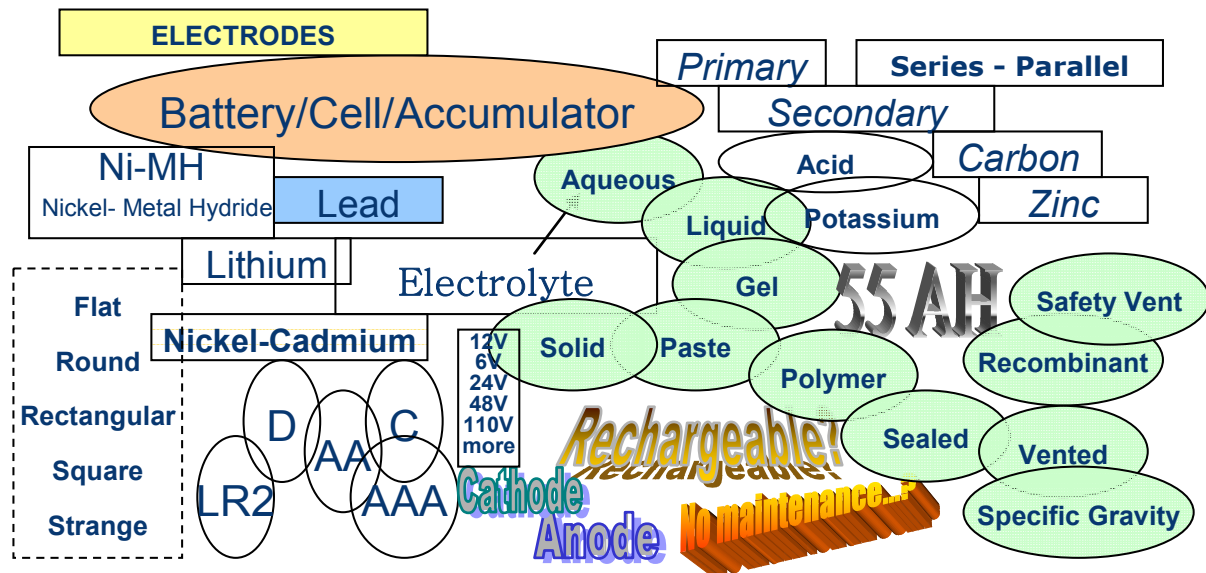 ELECTRODES
Primary
Series - Parallel
Battery/Cell/Accumulator
Secondary
Ni-MH
Nickel- Metal Hydride
Lead
Aqueous
Acid
Carbon
Zinc
Liquid
Potassium
Lithium
Electrolyte
Gel
55 AH
Safety Vent
Flat
Round
Rectangular
Square
Strange
Nickel-Cadmium
12V
6V
24V
48V
110V
more
Solid
Paste
Polymer
Recombinant
D
AA
C
LR2
AAA
Rechargeable?
Sealed
Vented
Cathode
Anode
No maintenance...?
Specific Gravity